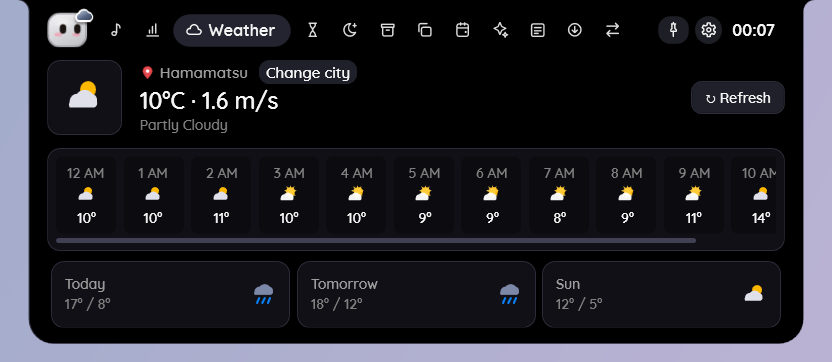 Weather
00:07
Hamamatsu Change city
10°C · 1.6 m/s
Partly Cloudy
↻ Refresh
12 AM 1 AM 2 AM 3 AM 4 AM 5 AM 6 AM 7 AM 8 AM 9 AM 10 AM
10° 10° 11° 10° 10° 9° 9° 8° 9° 11° 14°
Today
17° / 8°
Tomorrow
18° / 12°
Sun
12° / 5°